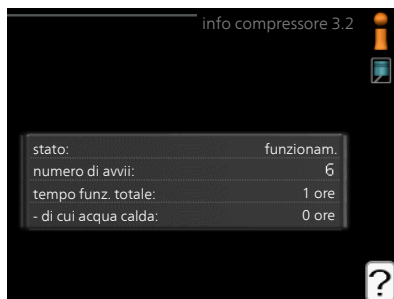 info compressore 3.2
stato: funzionam.
numero di avvii: 6
tempo funz. totale: 1 ore
- di cui acqua calda: 0 ore
?